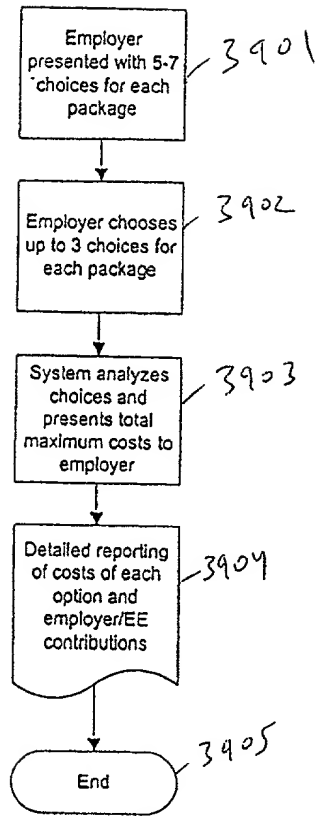 Employer
presented with 5-7
choices for each
package
3901
Employer chooses
up to 3 choices for
each package
3902
System analyzes
choices and
presents total
maximum costs to
employer
3903
Detailed reporting
of costs of each
option and
employer/EE
contributions
3904
End
3905